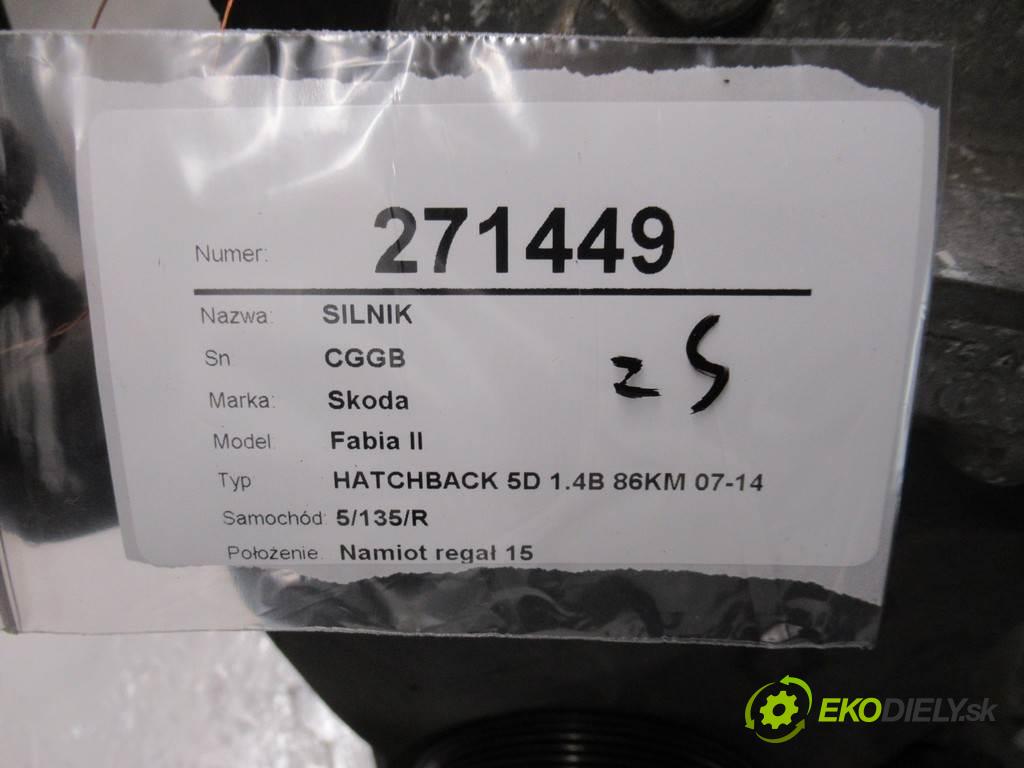 Numer: 271449
Nazwa: SILNIK
Sn CGGB
Marka: Skoda
Model: Fabia II
Typ HATCHBACK 5D 1.4B 86KM 07-14
Samochód: 5/135/R
Położenie: Namiot regał 15
EKODIELY.sk